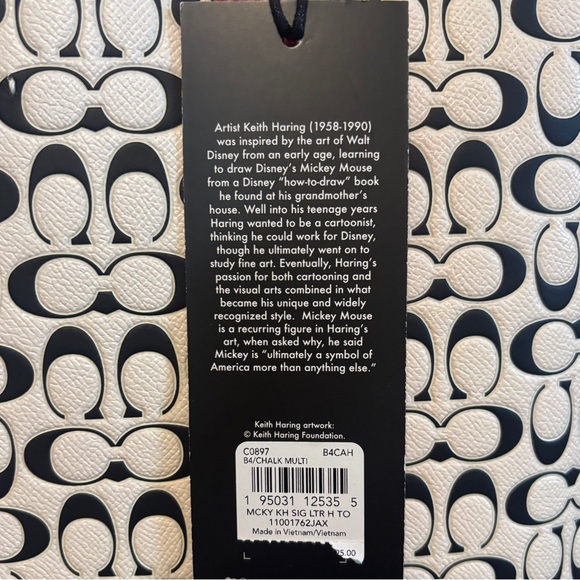 Artist Keith Haring (1958-1990)
was inspired by the art of Walt
Disney from an early age, learning
to draw Disney's Mickey Mouse
from a Disney "how-to-draw" book
he found at his grandmother's
house. Well into his teenage years
Haring wanted to be a cartoonist,
thinking he could work for Disney,
though he ultimately went on to
study fine art. Eventually, Haring's
passion for both cartooning and
the visual arts combined in what
became his unique and widely
recognized style. Mickey Mouse
is a recurring figure in Haring's
art, when asked why, he said
Mickey is "ultimately a symbol of
America more than anything else."
Keith Haring artwork:
© Keith Haring Foundation.
C0897 B4CAH
B4/CHALK MULTI
1 95031 12535 5
MCKY KH SIG LTR H TO
11001762JAX
Made in Vietnam/Vietnam